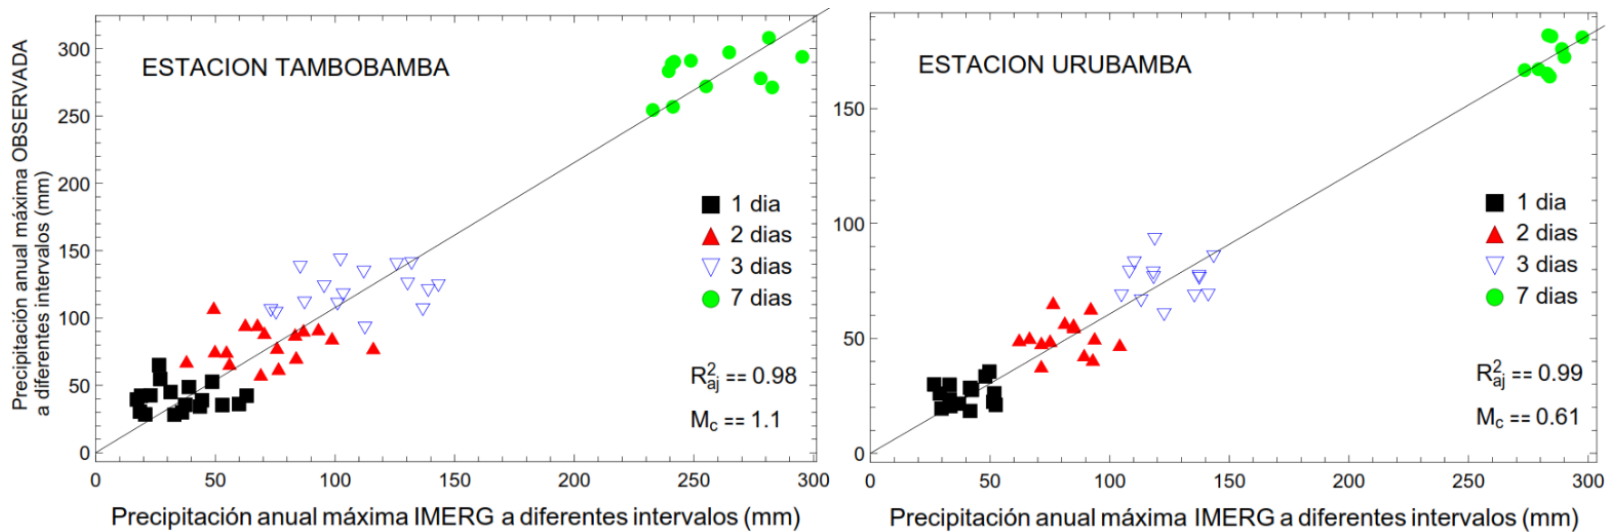 ESTACION TAMBOBAMBA
Precipitación anual máxima OBSERVADA
a diferentes intervalos (mm)
300
250
200
150
100
50
0
1 dia
2 dias
3 dias
7 dias
R²aj == 0.98
Mc == 1.1
0 50 100 150 200 250 300
Precipitación anual máxima IMERG a diferentes intervalos (mm)
ESTACION URUBAMBA
150
100
50
0
1 dia
2 dias
3 dias
7 dias
R²aj == 0.99
Mc == 0.61
0 50 100 150 200 250 300
Precipitación anual máxima IMERG a diferentes intervalos (mm)